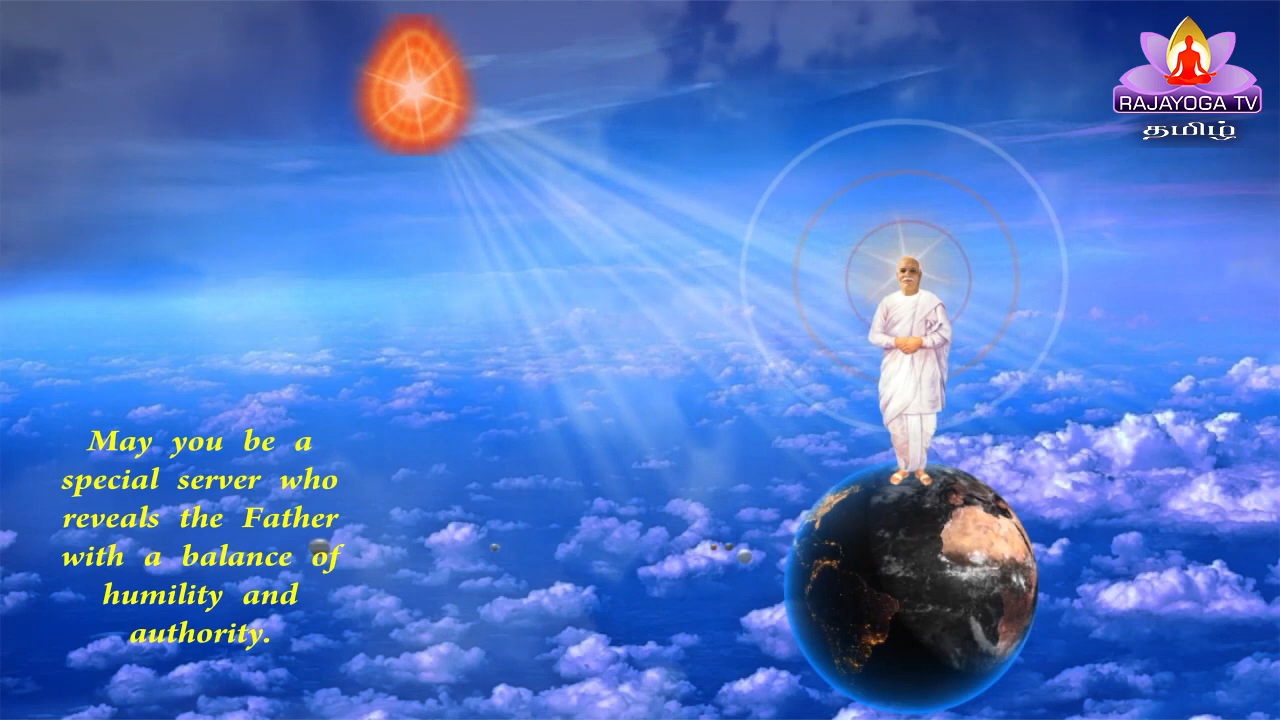 RAJAYOGA TV
தமிழ்
May you be a
special server who
reveals the Father
with a balance of
humility and
authority.